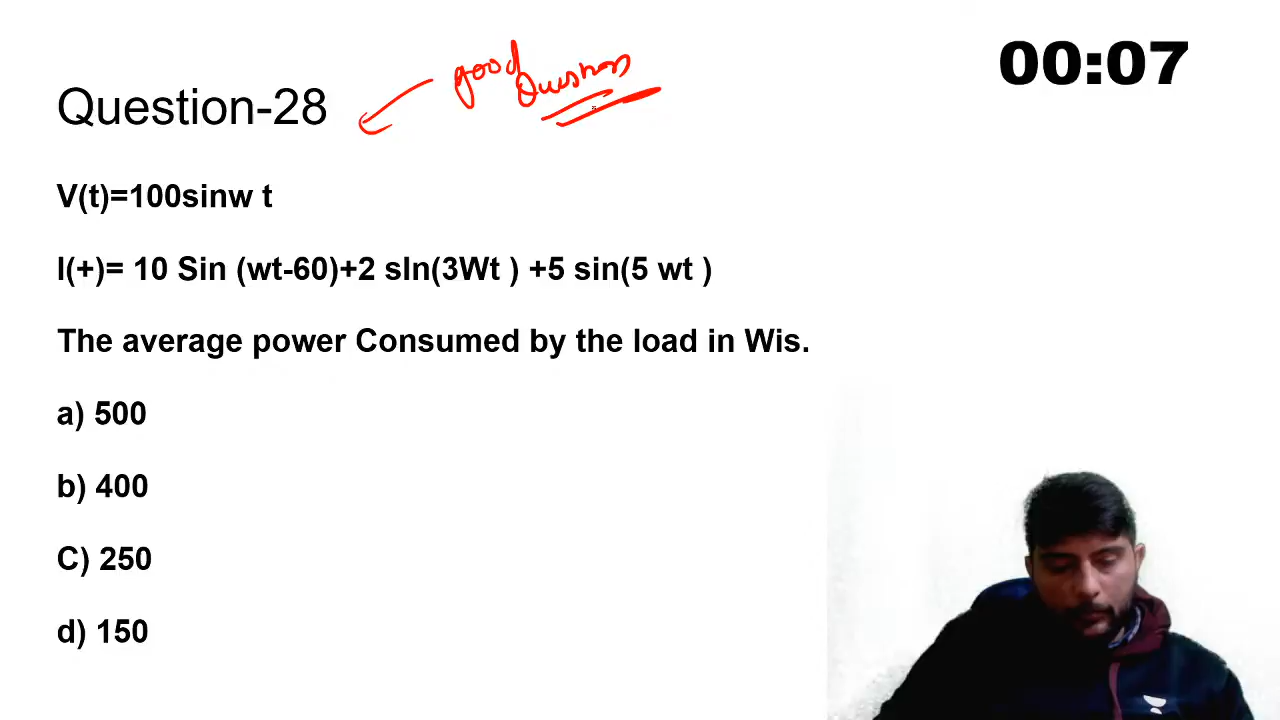 00:07
good
Question
Question-28
V(t)=100sinw t
I(+)= 10 Sin (wt-60)+2 sIn(3Wt ) +5 sin(5 wt )
The average power Consumed by the load in Wis.
a) 500
b) 400
C) 250
d) 150